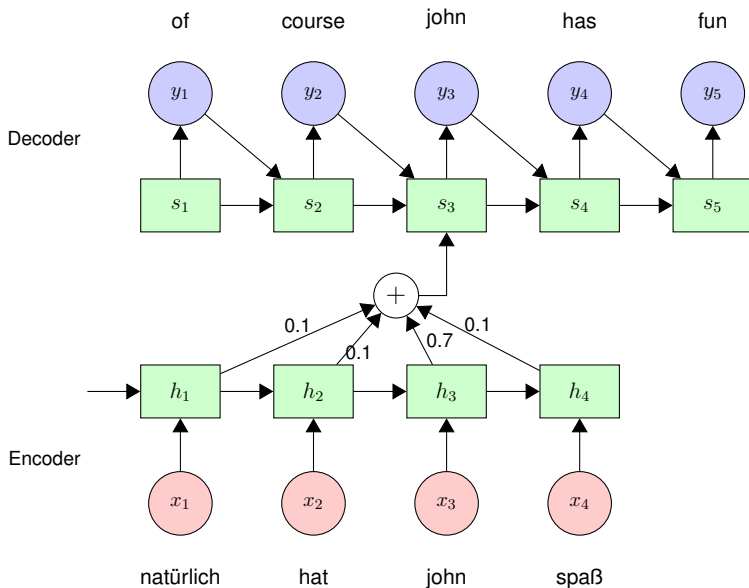 of course john has fun
y₁ y₂ y₃ y₄ y₅
Decoder
s₁ s₂ s₃ s₄ s₅
+
0.1 0.1 0.7 0.1
h₁ h₂ h₃ h₄
Encoder
x₁ x₂ x₃ x₄
natürlich hat john spaß